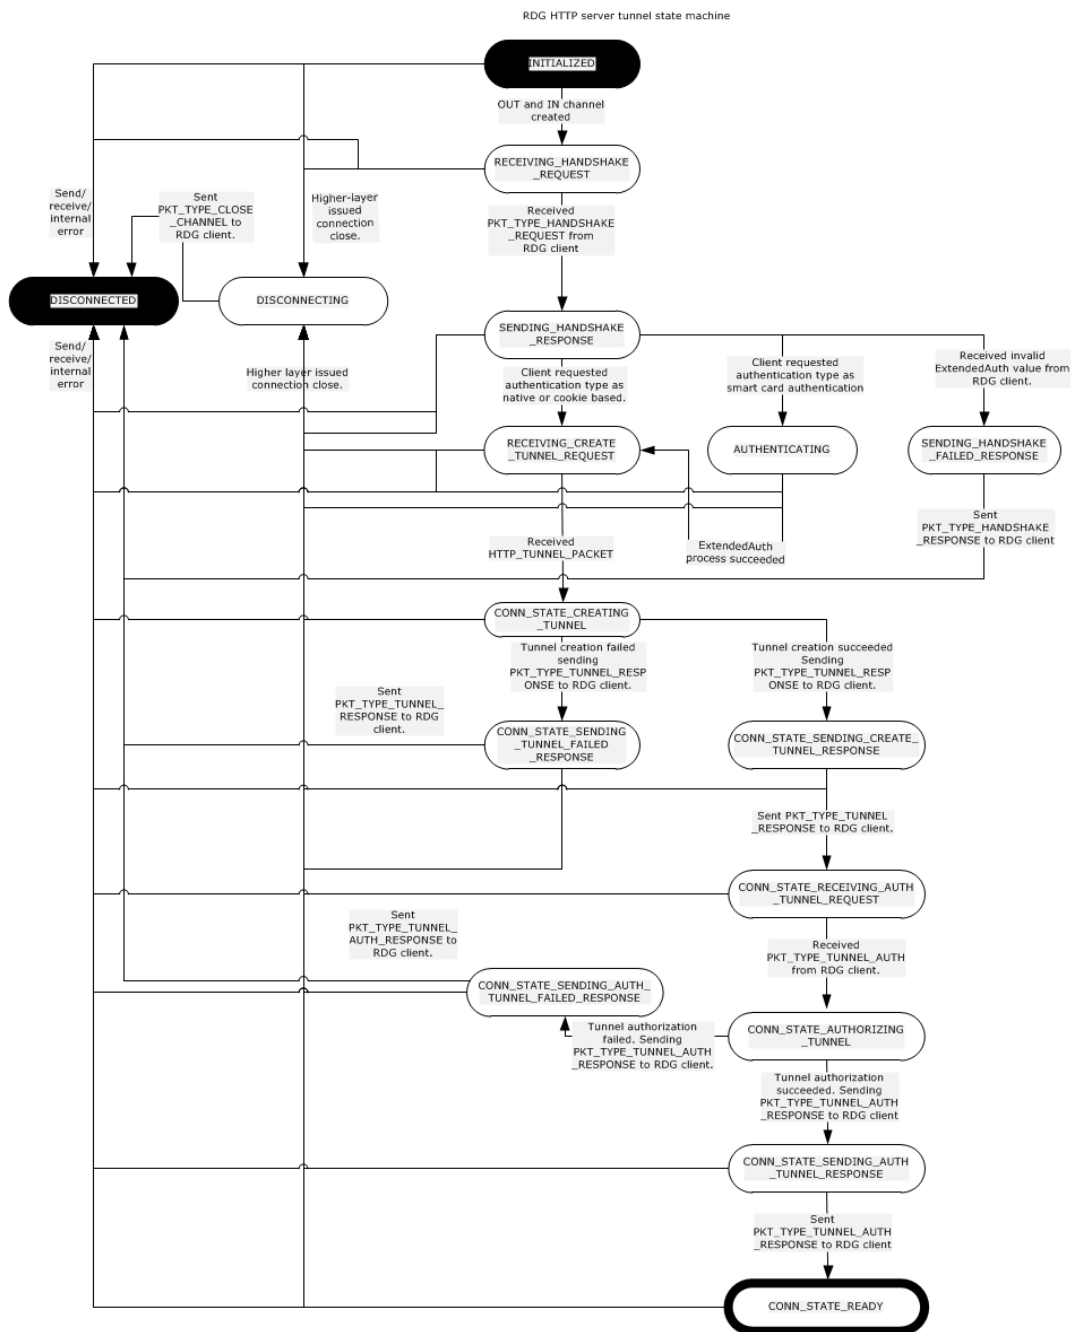 RDG HTTP server tunnel state machine
INITIALIZED
OUT and IN channel
created
RECEIVING_HANDSHAKE
_REQUEST
Send/
receive/
internal
error
Sent
PKT_TYPE_CLOSE
_CHANNEL to
RDG client.
Higher-layer
issued
connection
close.
Received
PKT_TYPE_HANDSHAKE
_REQUEST from
RDG client
DISCONNECTED
DISCONNECTING
SENDING_HANDSHAKE
_RESPONSE
Send/
receive/
internal
error
Higher layer issued
connection close.
Client requested
authentication type as
native or cookie based.
Client requested
authentication type as
smart card authentication
Received invalid
ExtendedAuth value from
RDG client.
RECEIVING_CREATE
_TUNNEL_REQUEST
AUTHENTICATING
SENDING_HANDSHAKE
_FAILED_RESPONSE
Received
HTTP_TUNNEL_PACKET
ExtendedAuth
process succeeded
Sent
PKT_TYPE_HANDSHAKE
_RESPONSE to RDG client
CONN_STATE_CREATING
_TUNNEL
Tunnel creation failed
sending
PKT_TYPE_TUNNEL_RESP
ONSE to RDG client.
Tunnel creation succeeded
Sending
PKT_TYPE_TUNNEL_RESP
ONSE to RDG client.
Sent
PKT_TYPE_TUNNEL_
RESPONSE to RDG
client.
CONN_STATE_SENDING
_TUNNEL_FAILED
_RESPONSE
CONN_STATE_SENDING_CREATE_
TUNNEL_RESPONSE
Sent PKT_TYPE_TUNNEL
_RESPONSE to RDG client.
CONN_STATE_RECEIVING_AUTH
_TUNNEL_REQUEST
Sent
PKT_TYPE_TUNNEL_
AUTH_RESPONSE to
RDG client.
Received
PKT_TYPE_TUNNEL_AUTH
from RDG client.
CONN_STATE_SENDING_AUTH_
TUNNEL_FAILED_RESPONSE
Tunnel authorization
failed. Sending
PKT_TYPE_TUNNEL_AUTH
_RESPONSE to RDG client.
CONN_STATE_AUTHORIZING
_TUNNEL
Tunnel authorization
succeeded. Sending
PKT_TYPE_TUNNEL_AUTH
_RESPONSE to RDG client
CONN_STATE_SENDING_AUTH
_TUNNEL_RESPONSE
Sent
PKT_TYPE_TUNNEL_AUTH
_RESPONSE to RDG client
CONN_STATE_READY